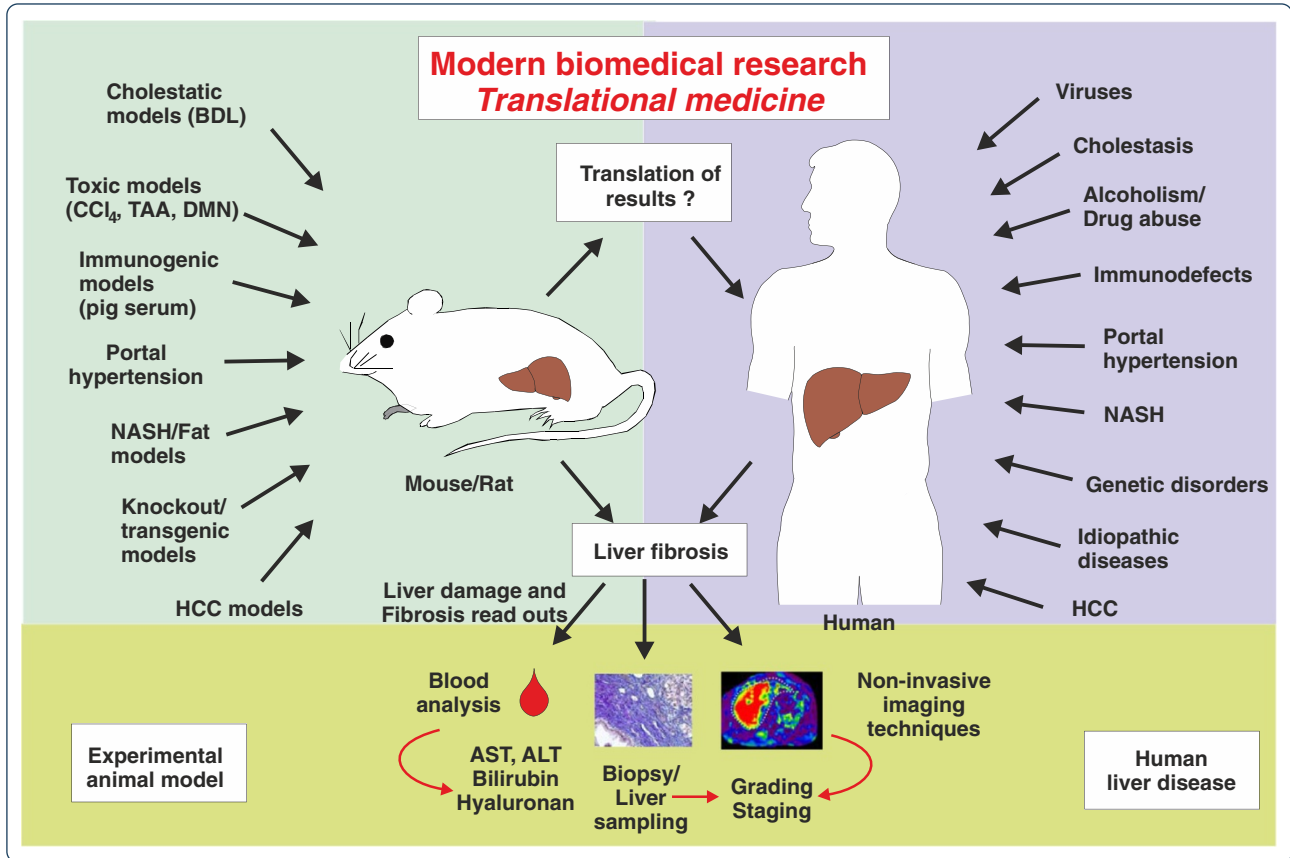 Modern biomedical research
Translational medicine
Cholestatic
models (BDL)
Toxic models
(CCl₄, TAA, DMN)
Immunogenic
models
(pig serum)
Portal
hypertension
NASH/Fat
models
Knockout/
transgenic
models
HCC models
Translation of
results ?
Mouse/Rat
Viruses
Cholestasis
Alcoholism/
Drug abuse
Immunodefects
Portal
hypertension
NASH
Genetic disorders
Idiopathic
diseases
HCC
Human
Liver fibrosis
Liver damage and
Fibrosis read outs
Blood
analysis
AST, ALT
Bilirubin
Hyaluronan
Biopsy/
Liver
sampling
Grading
Staging
Non-invasive
imaging
techniques
Experimental
animal model
Human
liver disease